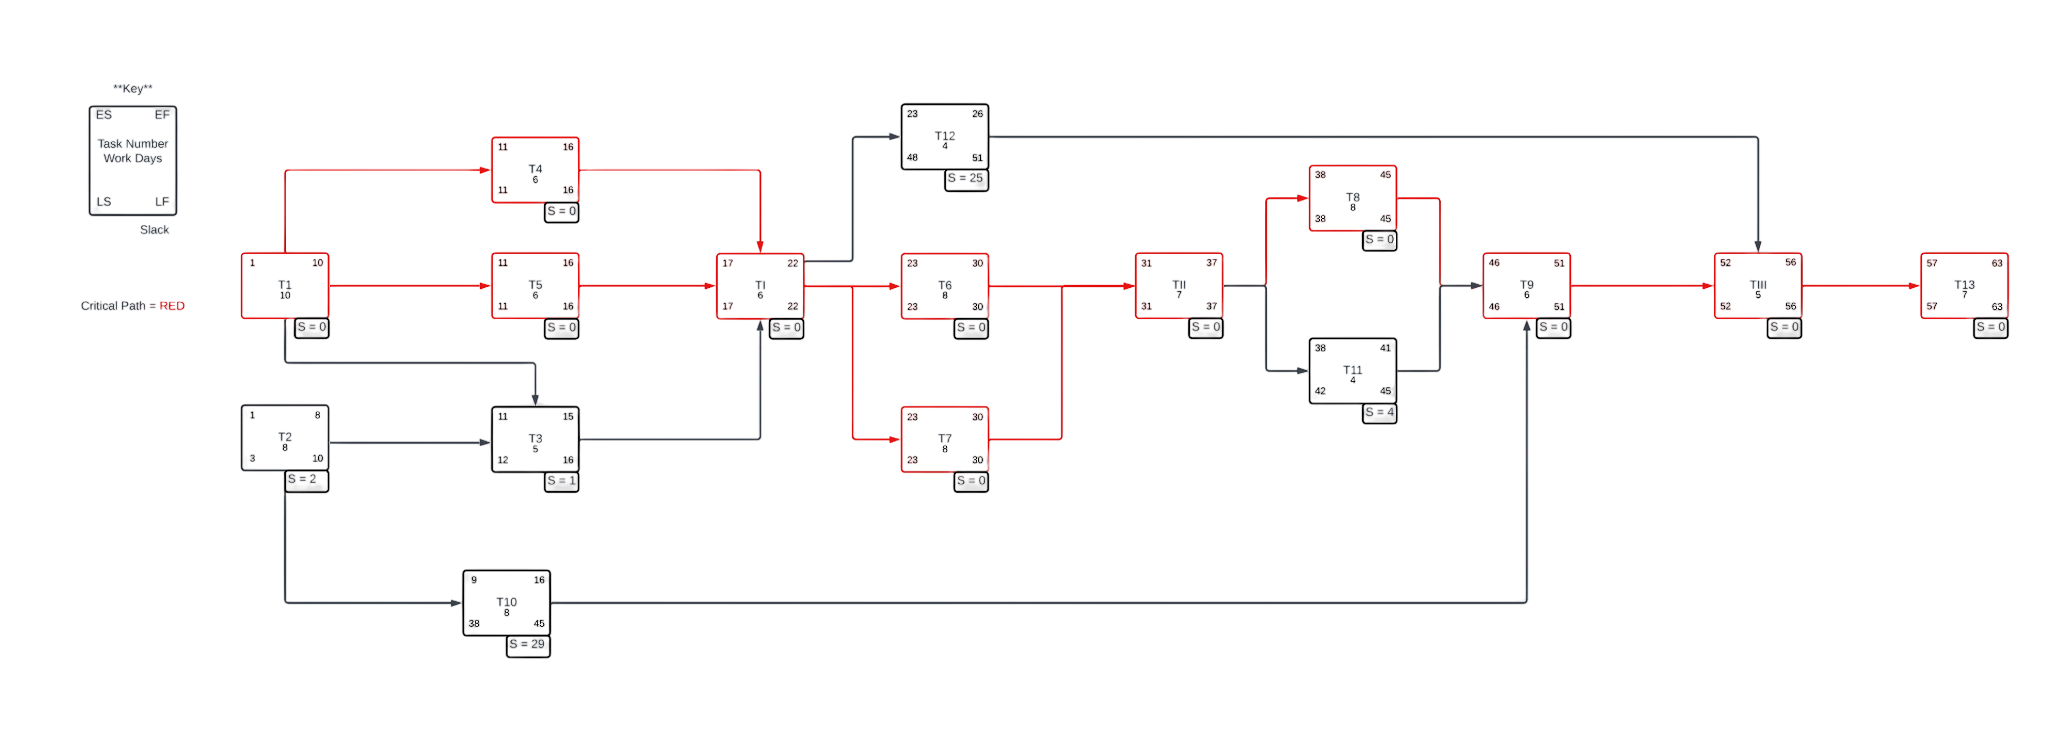 **Key**
ES EF
Task Number
Work Days
LS LF
Slack
Critical Path = RED
1 10
T1
10
S = 0
1 8
T2
8
3 10
S = 2
11 16
T4
6
11 16
S = 0
11 16
T5
6
11 16
S = 0
11 15
T3
5
12 16
S = 1
9 16
T10
8
38 45
S = 29
17 22
TI
6
17 22
S = 0
23 26
T12
4
48 51
S = 25
23 30
T6
8
23 30
S = 0
23 30
T7
8
23 30
S = 0
31 37
TII
7
31 37
S = 0
38 45
T8
8
38 45
S = 0
38 41
T11
4
42 45
S = 4
46 51
T9
6
46 51
S = 0
52 56
TIII
5
52 56
S = 0
57 63
T13
7
57 63
S = 0